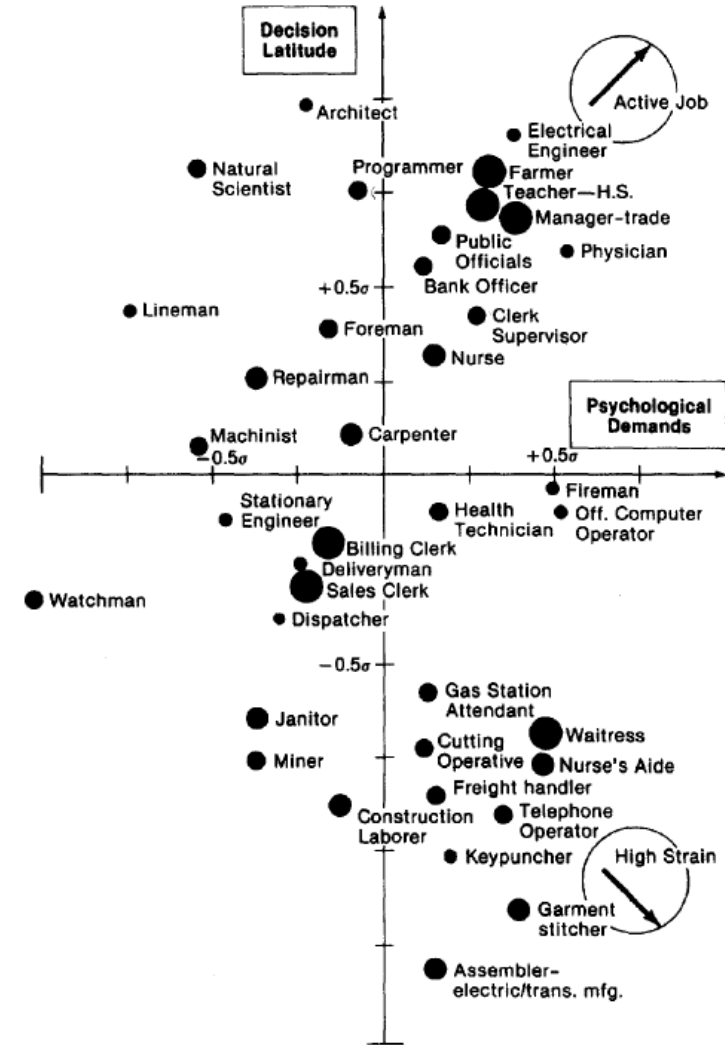 Decision
Latitude
Active Job
Architect
Electrical
Engineer
Natural
Scientist
Programmer
Farmer
Teacher—H.S.
Manager-trade
Public
Officials
Physician
Bank Officer
+0.5σ
Lineman
Foreman
Clerk
Supervisor
Nurse
Repairman
Psychological
Demands
Machinist
Carpenter
−0.5σ
+0.5σ
Fireman
Stationary
Engineer
Health
Technician
Off. Computer
Operator
Billing Clerk
Deliveryman
Sales Clerk
Watchman
Dispatcher
−0.5σ
Gas Station
Attendant
Janitor
Waitress
Cutting
Operative
Miner
Nurse's Aide
Freight handler
Construction
Laborer
Telephone
Operator
Keypuncher
High Strain
Garment
stitcher
Assembler-
electric/trans. mfg.